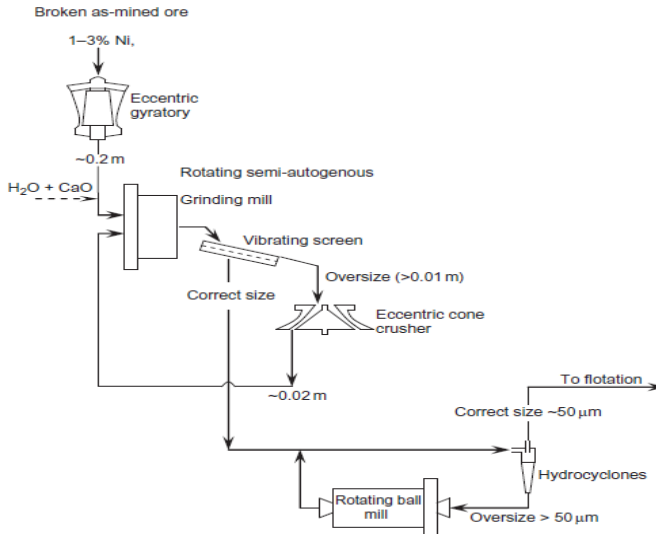 Broken as-mined ore
1–3% Ni,
Eccentric
gyratory
~0.2 m
Rotating semi-autogenous
H₂O + CaO
Grinding mill
Vibrating screen
Oversize (>0.01 m)
Correct size
Eccentric cone
crusher
~0.02 m
To flotation
Correct size ~50 μm
Hydrocyclones
Rotating ball
mill
Oversize > 50 μm